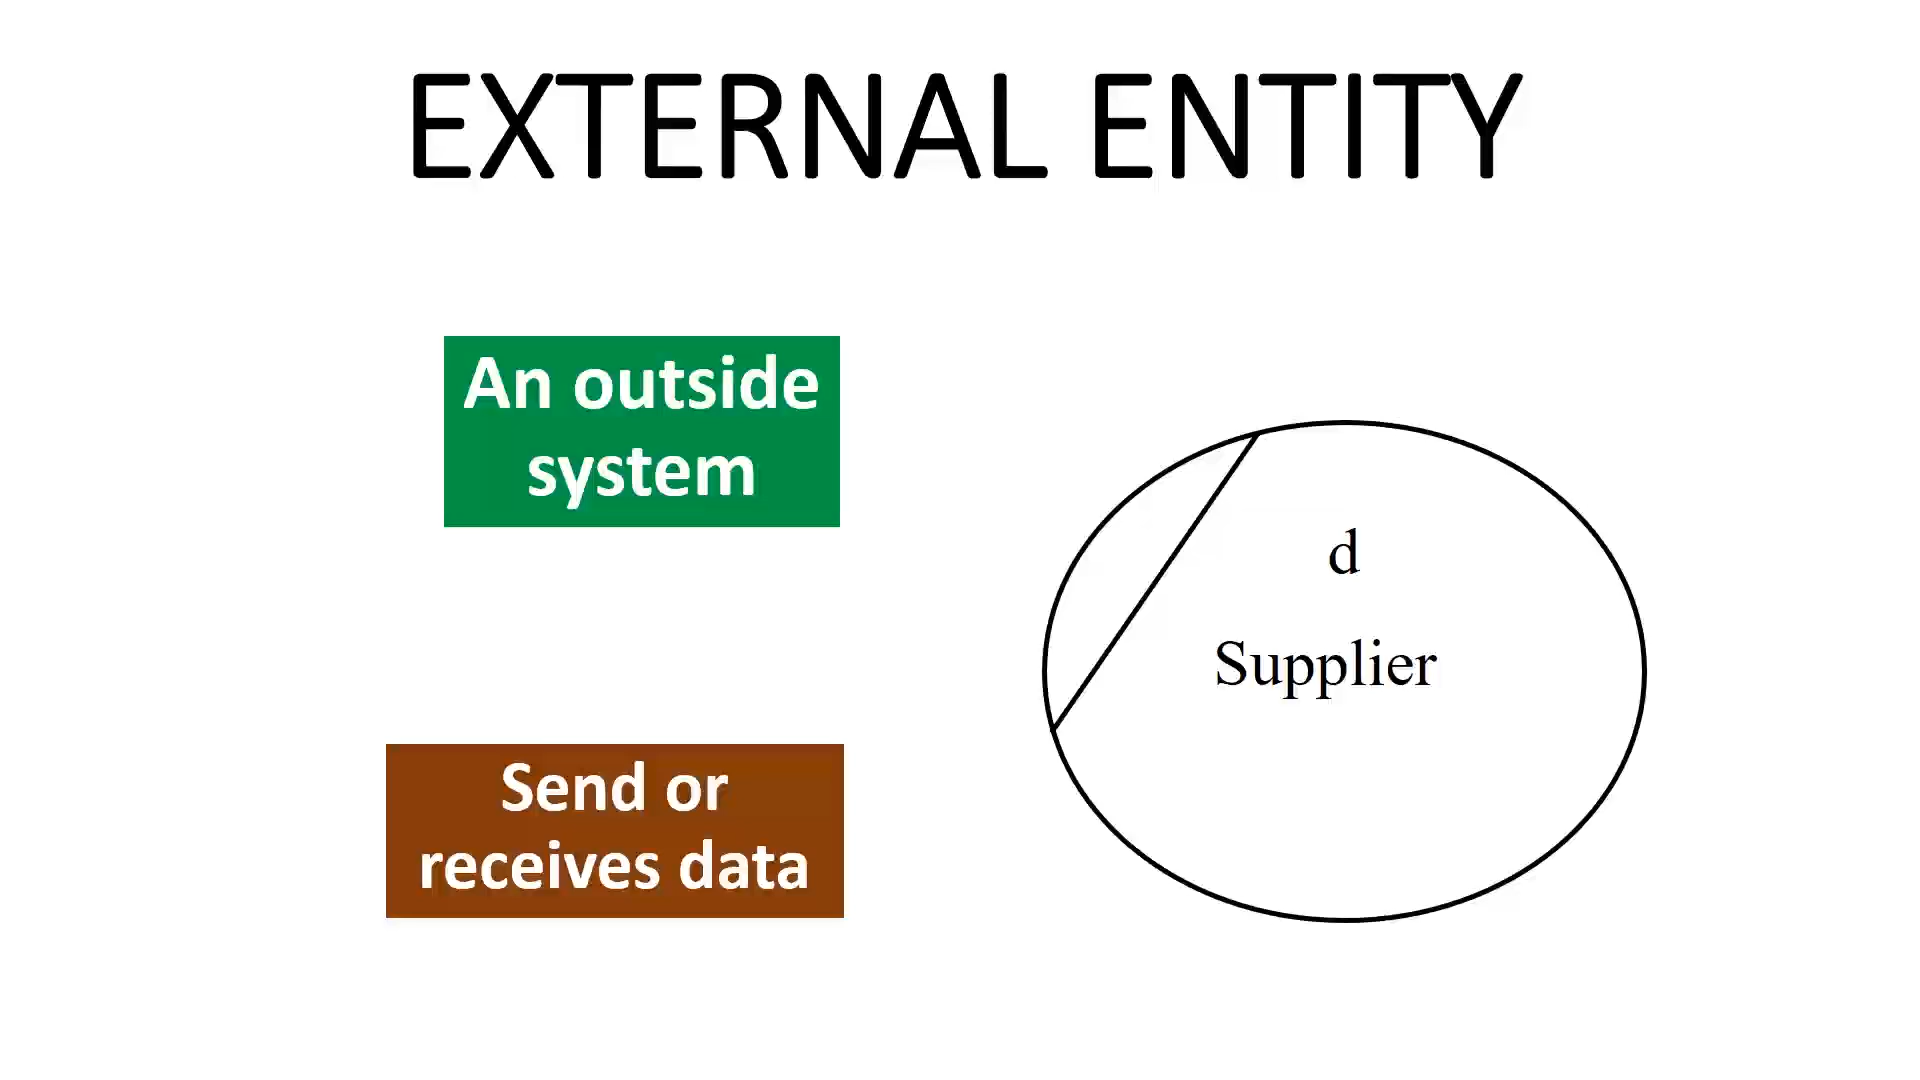 EXTERNAL ENTITY
An outside
system
d
Supplier
Send or
receives data